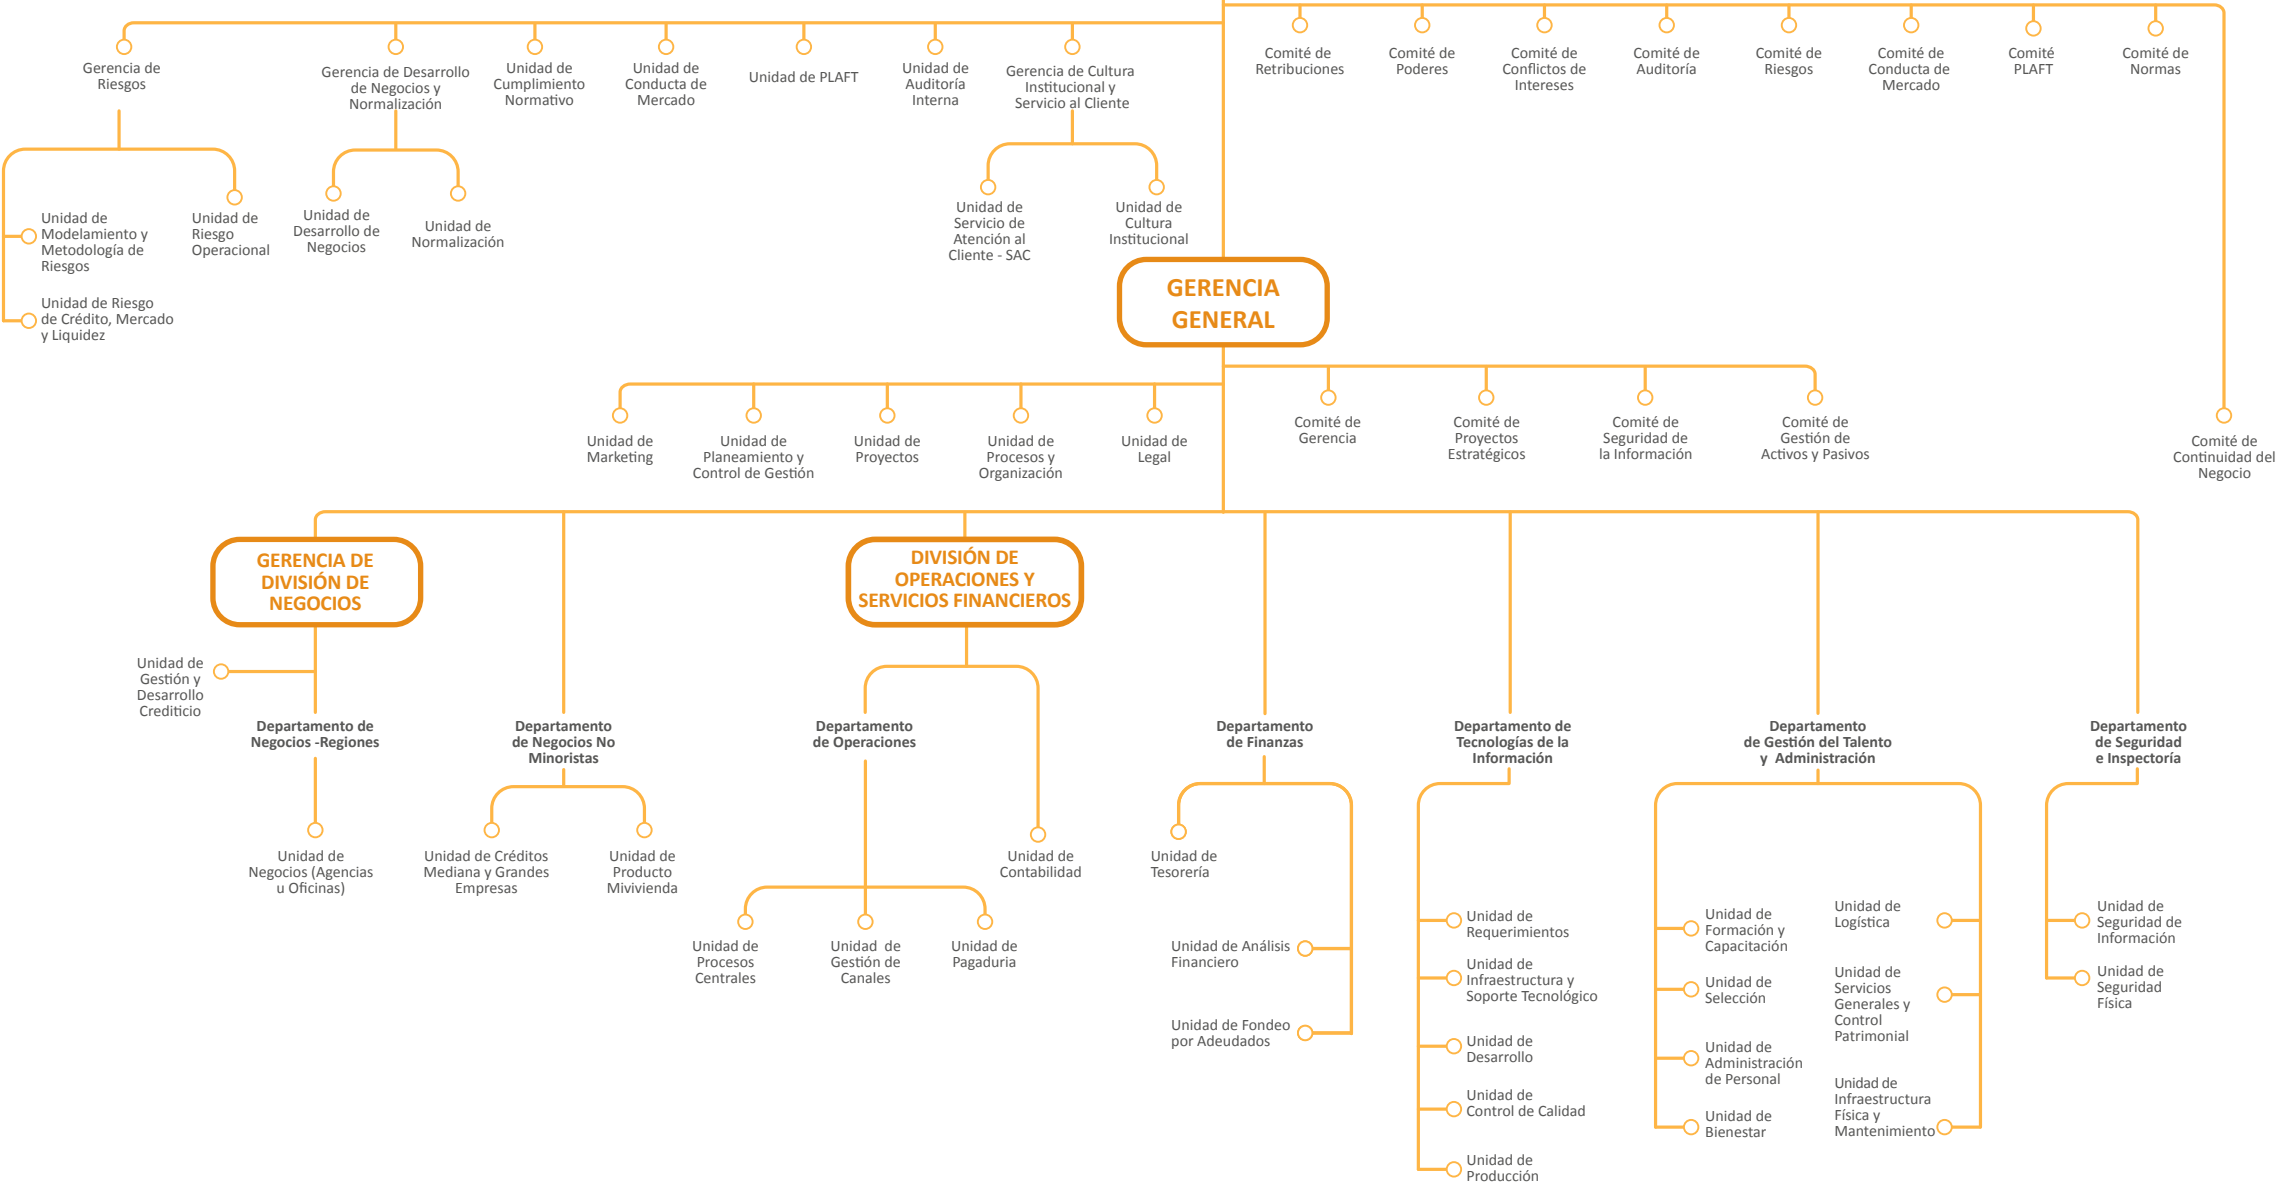 Gerencia de
Riesgos
Gerencia de Desarrollo
de Negocios y
Normalización
Unidad de
Cumplimiento
Normativo
Unidad de
Conducta de
Mercado
Unidad de PLAFT
Unidad de
Auditoría
Interna
Gerencia de Cultura
Institucional y
Servicio al Cliente
Comité de
Retribuciones
Comité de
Poderes
Comité de
Conflictos de
Intereses
Comité de
Auditoría
Comité de
Riesgos
Comité de
Conducta de
Mercado
Comité
PLAFT
Comité de
Normas
Unidad de
Modelamiento y
Metodología de
Riesgos
Unidad de
Riesgo
Operacional
Unidad de
Desarrollo de
Negocios
Unidad de
Normalización
Unidad de
Servicio de
Atención al
Cliente - SAC
Unidad de
Cultura
Institucional
Unidad de Riesgo
de Crédito, Mercado
y Liquidez
GERENCIA
GENERAL
Unidad de
Marketing
Unidad de
Planeamiento y
Control de Gestión
Unidad de
Proyectos
Unidad de
Procesos y
Organización
Unidad de
Legal
Comité de
Gerencia
Comité de
Proyectos
Estratégicos
Comité de
Seguridad de
la Información
Comité de
Gestión de
Activos y Pasivos
Comité de
Continuidad del
Negocio
GERENCIA DE
DIVISIÓN DE
NEGOCIOS
DIVISIÓN DE
OPERACIONES Y
SERVICIOS FINANCIEROS
Unidad de
Gestión y
Desarrollo
Crediticio
Departamento de
Negocios -Regiones
Departamento
de Negocios No
Minoristas
Departamento
de Operaciones
Departamento
de Finanzas
Departamento de
Tecnologías de la
Información
Departamento
de Gestión del Talento
y Administración
Departamento
de Seguridad
e Inspectoría
Unidad de
Negocios (Agencias
u Oficinas)
Unidad de Créditos
Mediana y Grandes
Empresas
Unidad de
Producto
Mivivienda
Unidad de
Contabilidad
Unidad de
Tesorería
Unidad de
Procesos
Centrales
Unidad de
Gestión de
Canales
Unidad de
Pagaduria
Unidad de Análisis
Financiero
Unidad de Fondeo
por Adeudados
Unidad de
Requerimientos
Unidad de
Infraestructura y
Soporte Tecnológico
Unidad de
Desarrollo
Unidad de
Control de Calidad
Unidad de
Producción
Unidad de
Formación y
Capacitación
Unidad de
Selección
Unidad de
Administración
de Personal
Unidad de
Bienestar
Unidad de
Logística
Unidad de
Servicios
Generales y
Control
Patrimonial
Unidad de
Infraestructura
Física y
Mantenimiento
Unidad de
Seguridad de
Información
Unidad de
Seguridad
Física